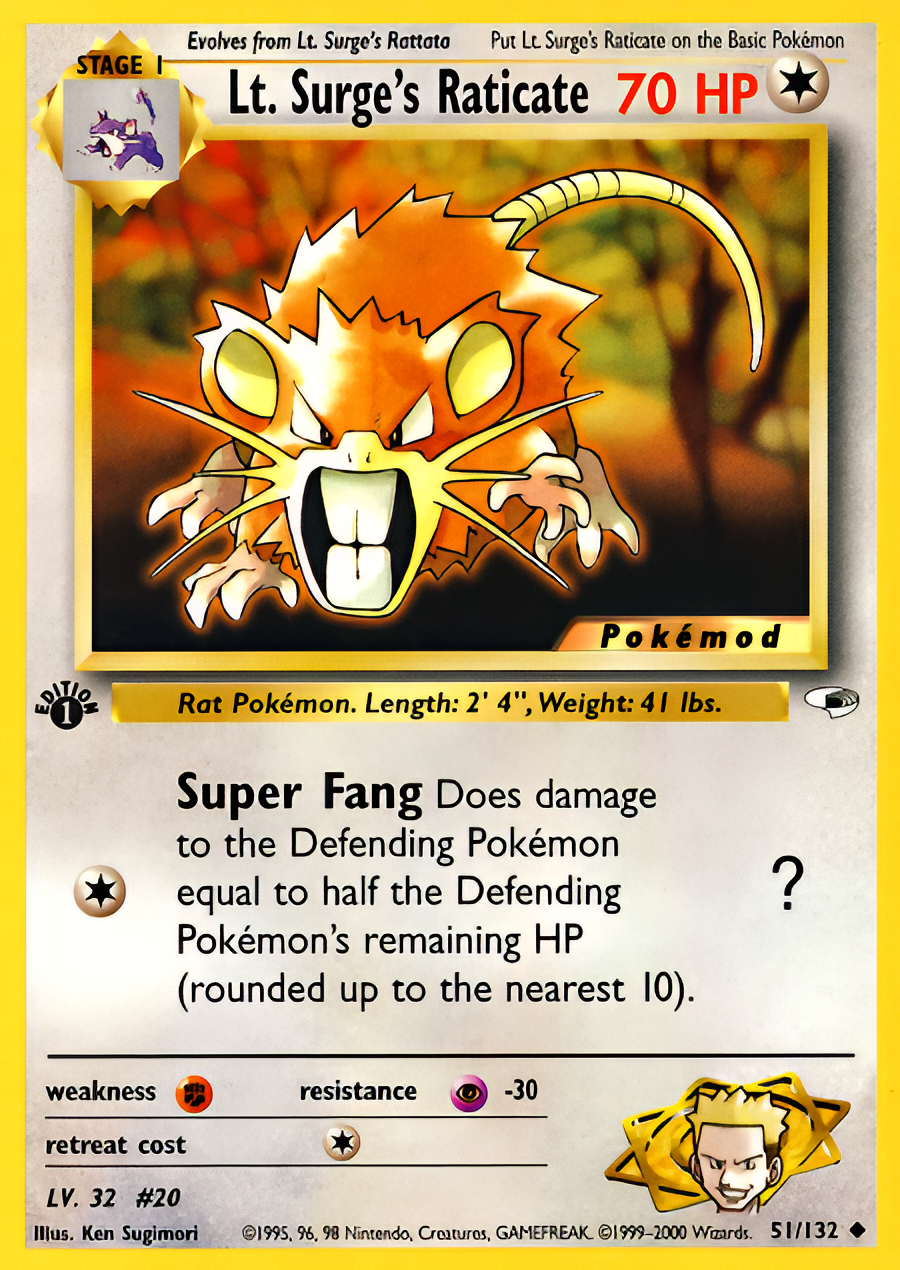 Evolves from Lt. Surge's Rattata
Put Lt. Surge's Raticate on the Basic Pokémon
STAGE 1
Lt. Surge's Raticate 70 HP
Pokémod
EDITION
1
Rat Pokémon. Length: 2' 4", Weight: 41 lbs.
Super Fang Does damage
to the Defending Pokémon
equal to half the Defending
Pokémon's remaining HP
(rounded up to the nearest 10).
?
weakness
resistance -30
retreat cost
LV. 32 #20
Illus. Ken Sugimori ©1995, 96, 98 Nintendo, Creatures, GAMEFREAK. ©1999-2000 Wizards. 51/132